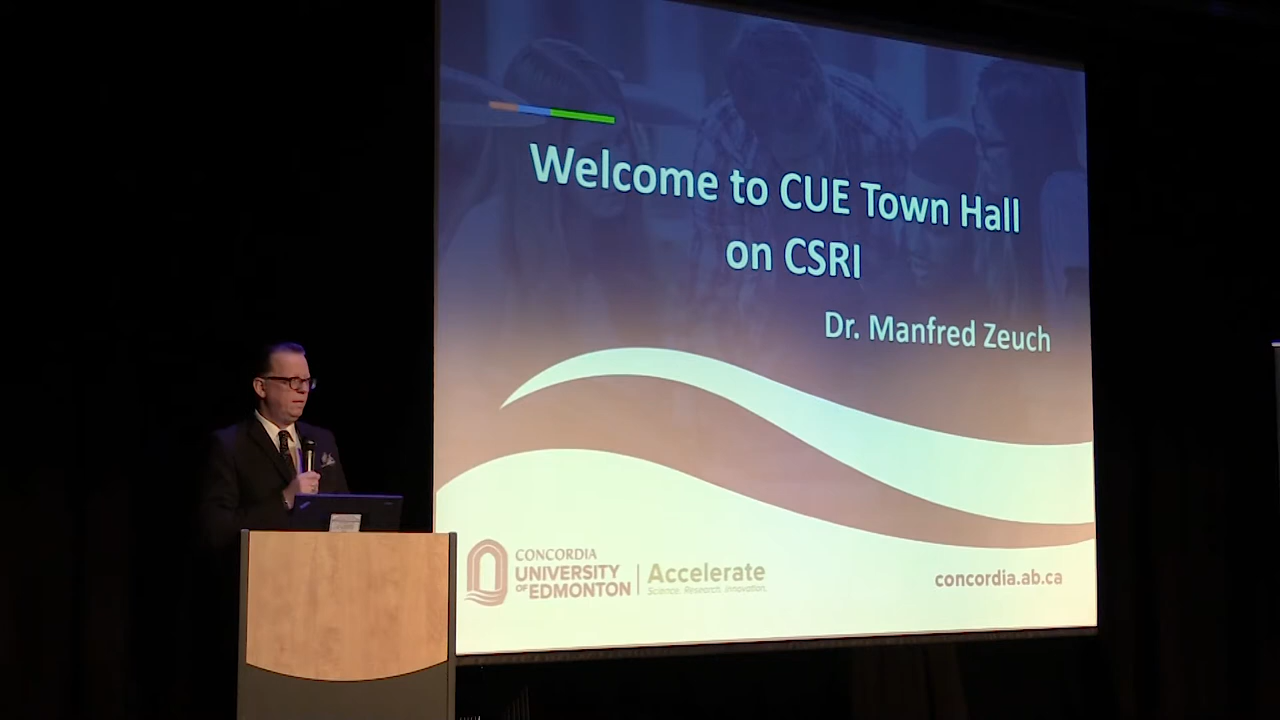 Welcome to CUE Town Hall
on CSRI
Dr. Manfred Zeuch
CONCORDIA
UNIVERSITY
OF EDMONTON
Accelerate
Science. Research. Innovation.
concordia.ab.ca